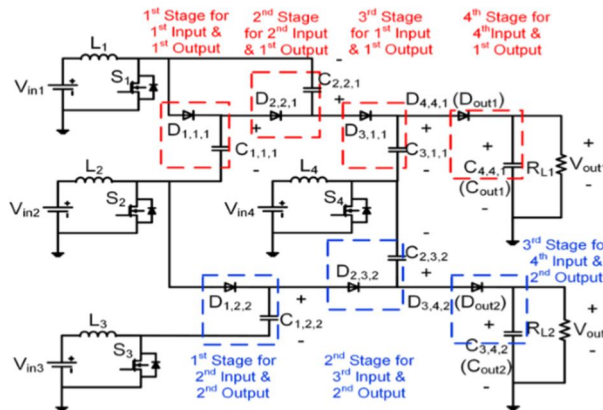 1st Stage for
1st Input &
1st Output
2nd Stage
for 2nd Input
& 1st Output
3rd Stage
for 1st Input
& 1st Output
4th Stage for
4th Input &
1st Output
L1
S1
Vin1
D1,1,1
D2,2,1
C2,2,1
+
-
D3,1,1
D4,4,1 (Dout1)
C1,1,1
+
-
C3,1,1
+
-
C4,4,1
(Cout1)
+
-
RL1
Vout1
+
-
L2
S2
Vin2
L4
S4
Vin4
C2,3,2
-
+
D2,3,2
D1,2,2
C1,2,2
+
-
D3,4,2
(Dout2)
3rd Stage for
4th Input &
2nd Output
+
C3,4,2
(Cout2)
-
RL2
+
Vout
-
L3
S3
Vin3
1st Stage for
2nd Input &
2nd Output
2nd Stage for
3rd Input &
2nd Output